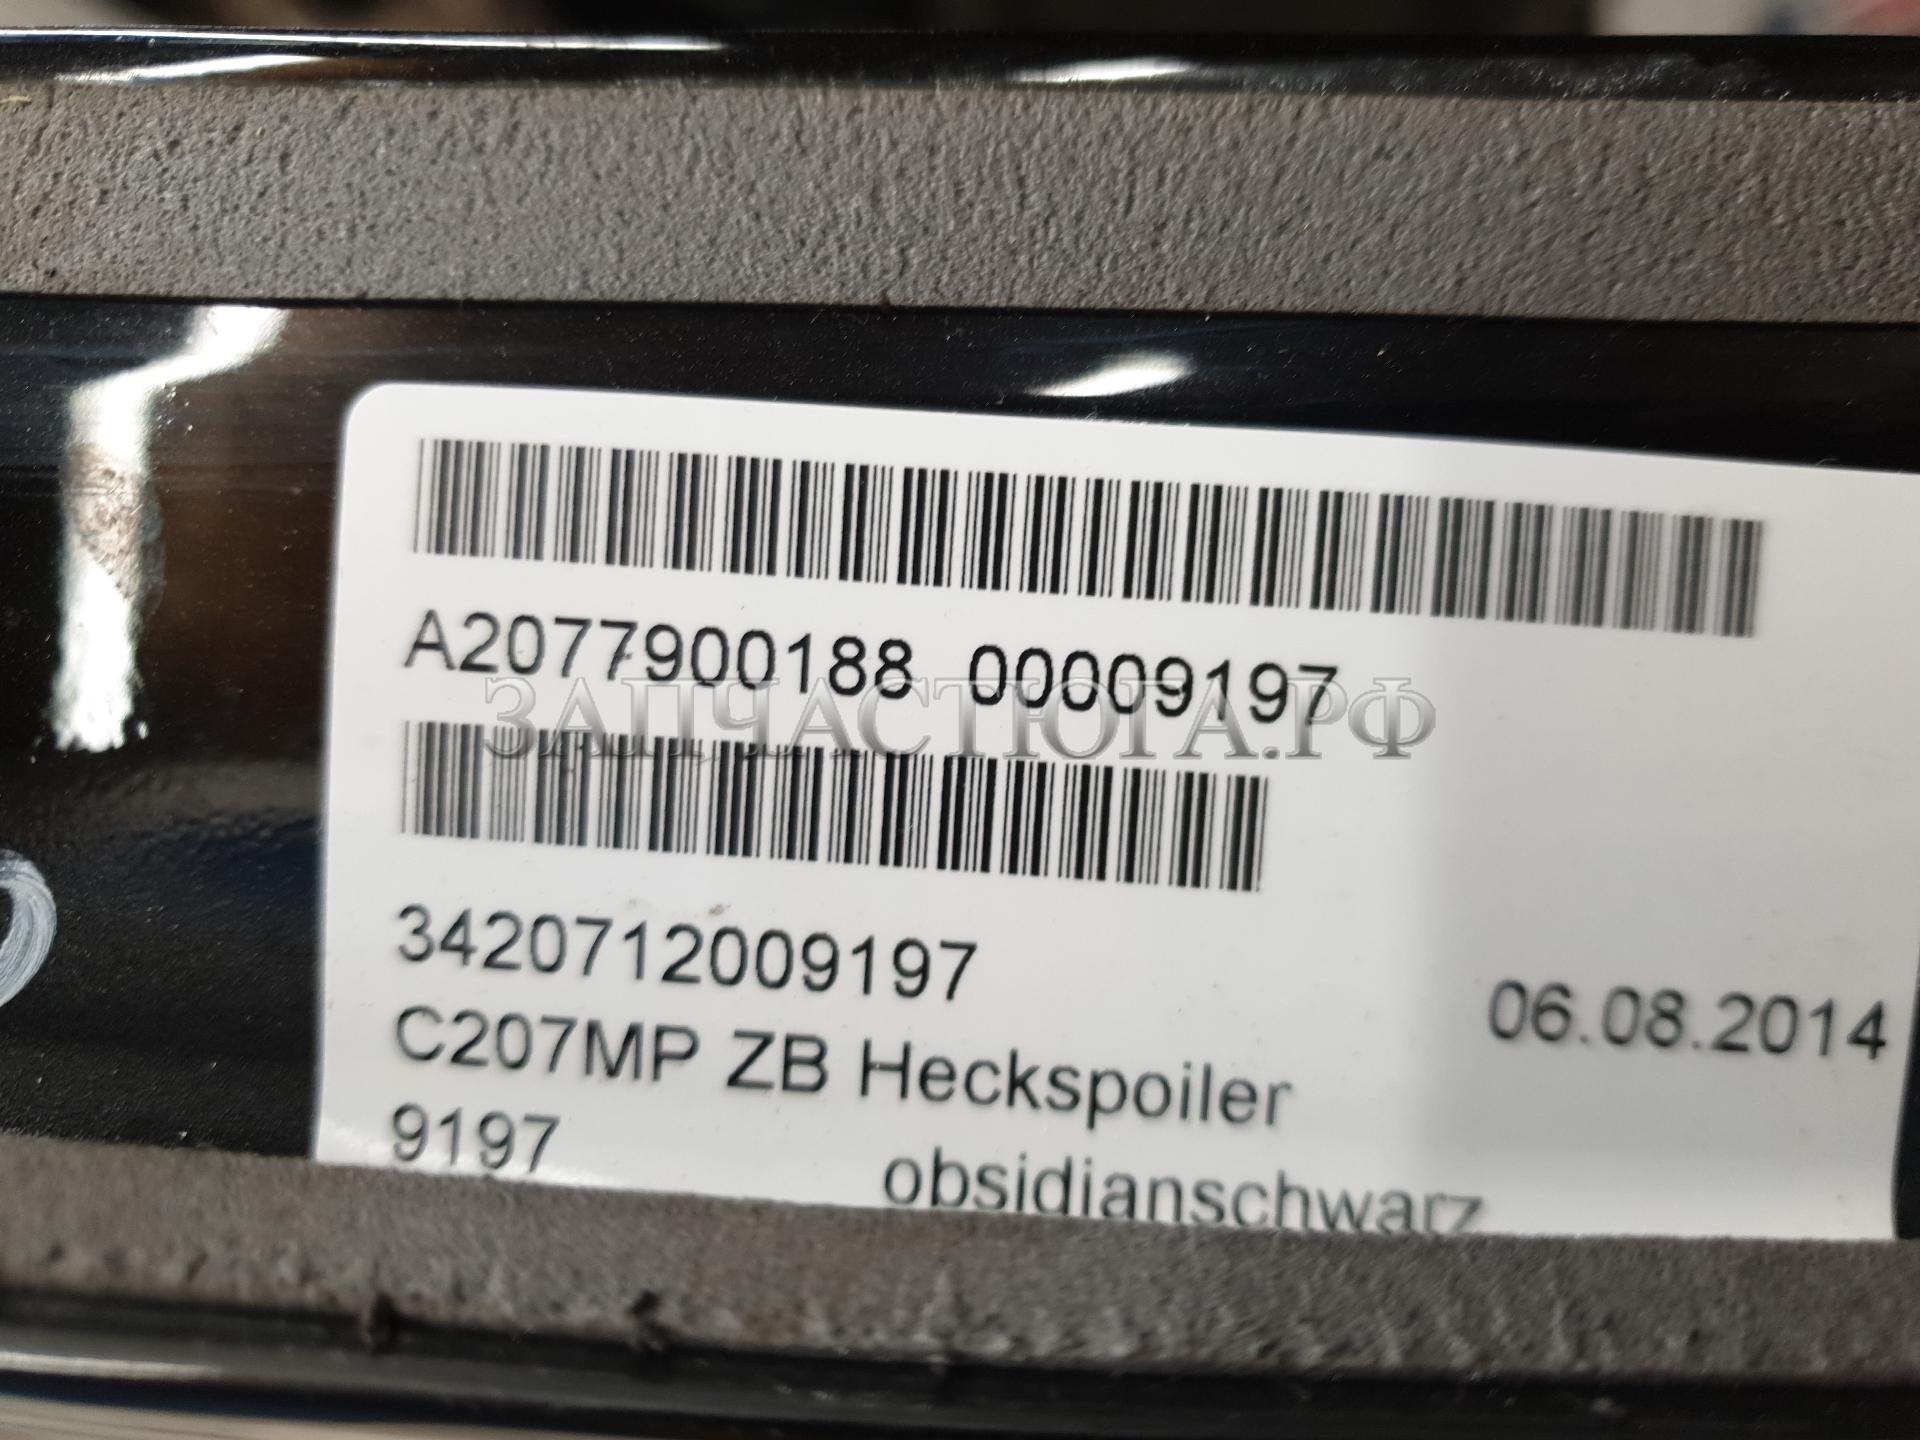 A2077900188 00009197
ЗАПЧАСТЮГА.РФ
3420712009197
06.08.2014
C207MP ZB Heckspoiler
9197 obsidianschwarz